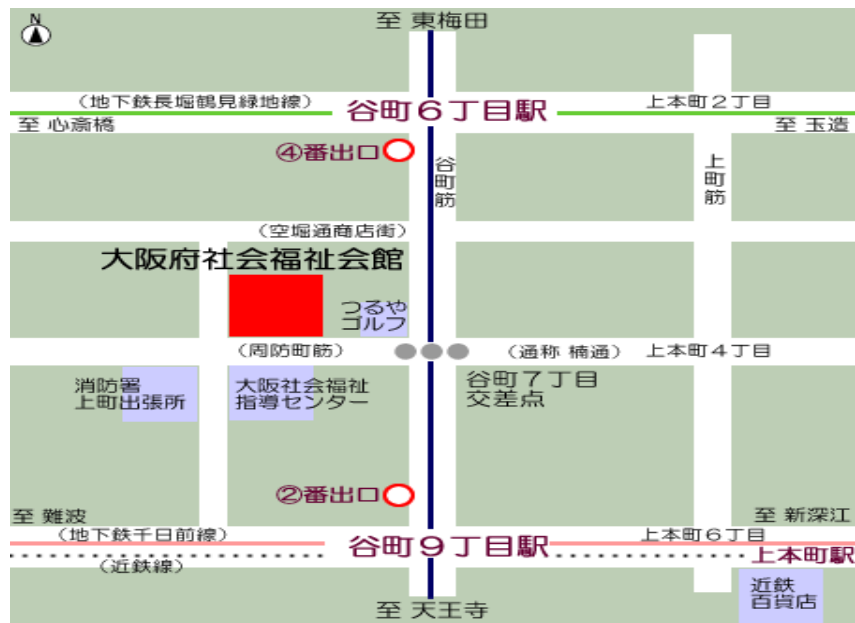 N
至 東梅田
(地下鉄長堀鶴見緑地線)
谷町6丁目駅
上本町2丁目
至 心斎橋
至 玉造
④番出口
谷町筋
上町筋
(空堀通商店街)
大阪府社会福祉会館
つるや
ゴルフ
(周防町筋)
(通称 楠通)
上本町4丁目
消防署
上町出張所
大阪社会福祉
指導センター
谷町7丁目
交差点
②番出口
至 難波
至 新深江
(地下鉄千日前線)
谷町9丁目駅
上本町6丁目
上本町駅
(近鉄線)
近鉄
百貨店
至 天王寺